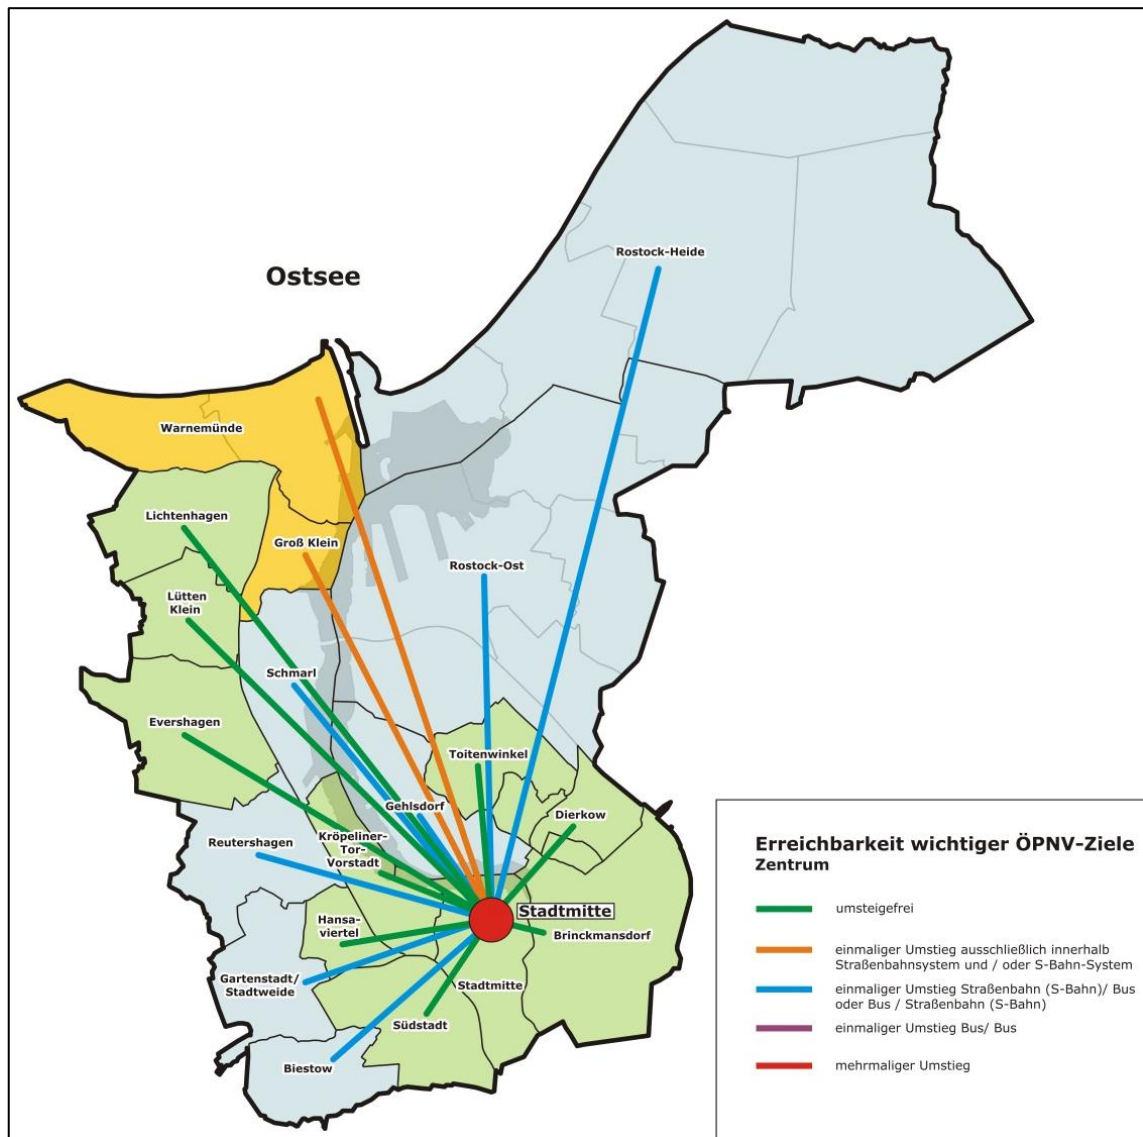 Rostock-Heide
Ostsee
Warnemünde
Lichtenhagen
Groß Klein
Rostock-Ost
Lütten
Klein
Schmarl
Evershagen
Toitenwinkel
Gehlsdorf
Dierkow
Reutershagen
Kröpeliner-
Tor-
Vorstadt
Stadtmitte
Hansa-
viertel
Brinckmansdorf
Gartenstadt/
Stadtweide
Stadtmitte
Südstadt
Biestow
Erreichbarkeit wichtiger ÖPNV-Ziele
Zentrum
umsteigefrei
einmaliger Umstieg ausschließlich innerhalb
Straßenbahnsystem und / oder S-Bahn-System
einmaliger Umstieg Straßenbahn (S-Bahn)/ Bus
oder Bus / Straßenbahn (S-Bahn)
einmaliger Umstieg Bus/ Bus
mehrmaliger Umstieg